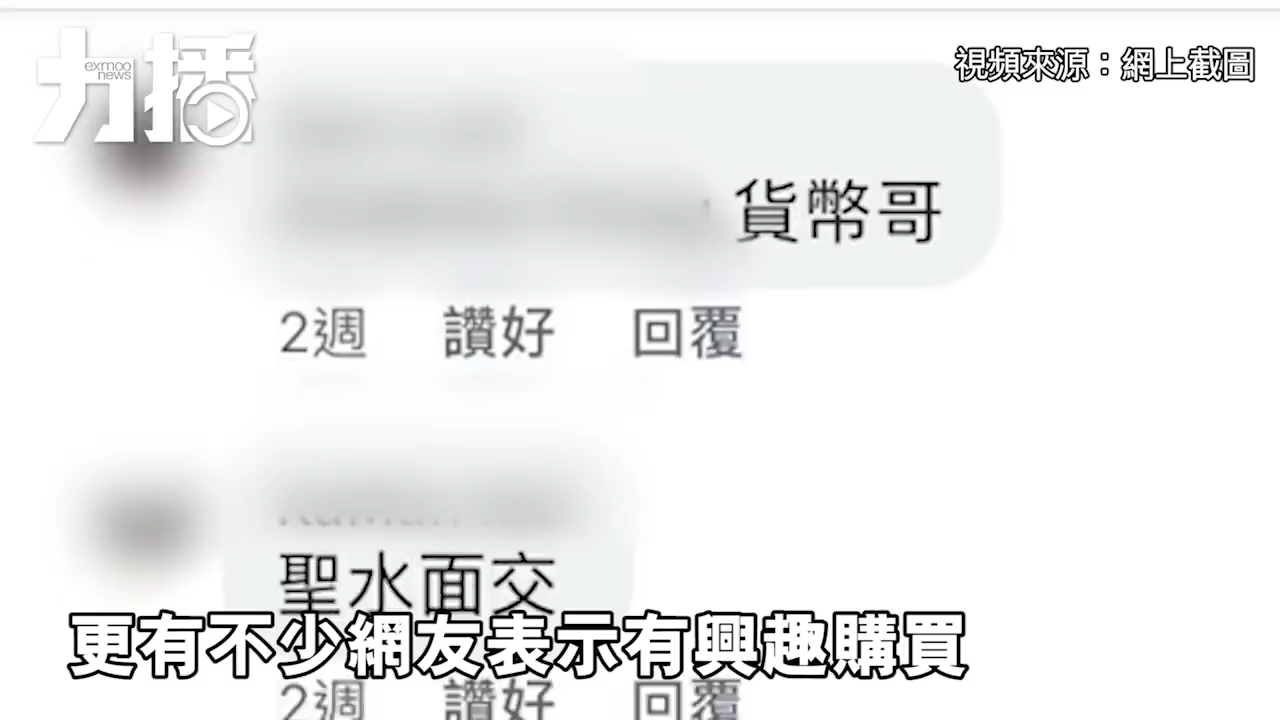 力播
exmoo
news
視頻來源：網上截圖
貨幣哥
2週 讚好 回覆
聖水面交
更有不少網友表示有興趣購買
2週 讚好 回覆